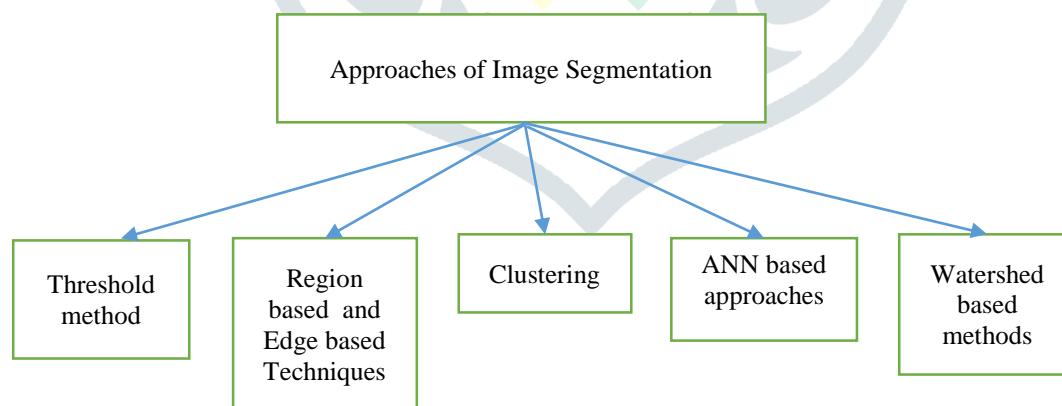 Approaches of Image Segmentation
Threshold
method
Region
based and
Edge based
Techniques
Clustering
ANN based
approaches
Watershed
based
methods